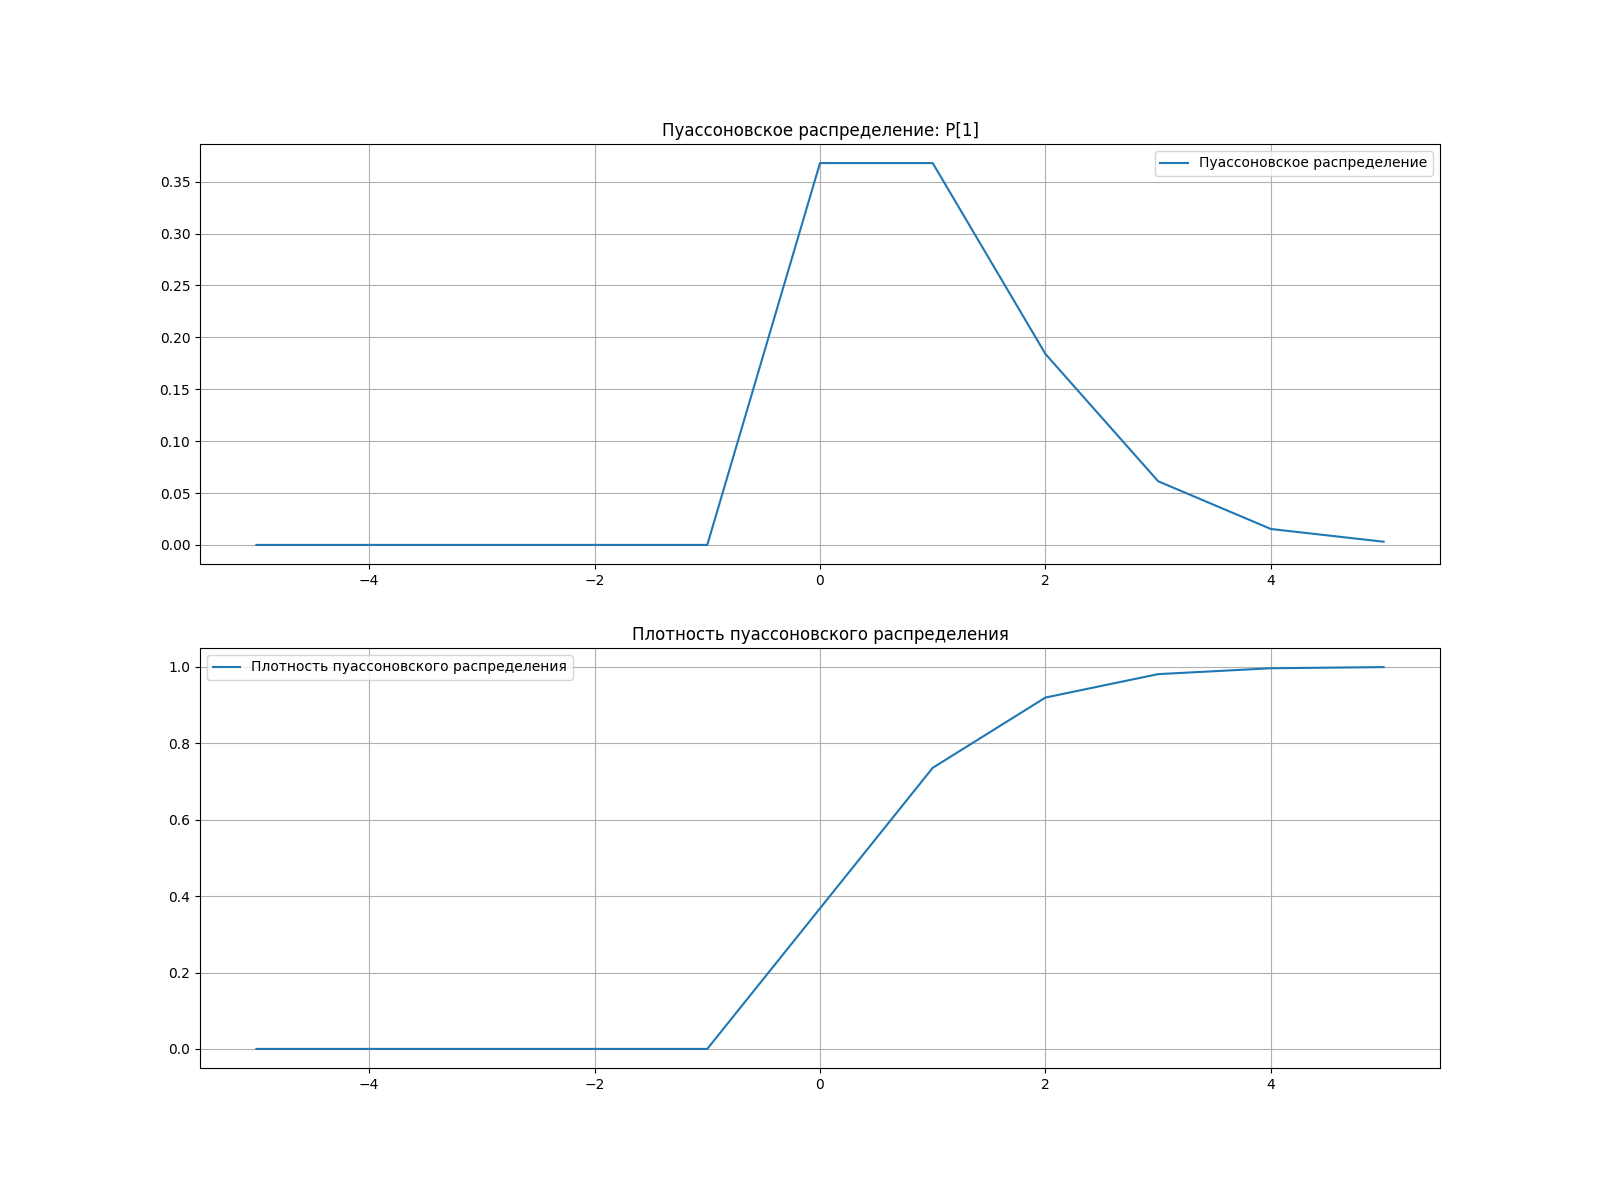 Пуассоновское распределение: P[1]
Пуассоновское распределение
0.35
0.30
0.25
0.20
0.15
0.10
0.05
0.00
−4 −2 0 2 4
Плотность пуассоновского распределения
Плотность пуассоновского распределения
1.0
0.8
0.6
0.4
0.2
0.0
−4 −2 0 2 4